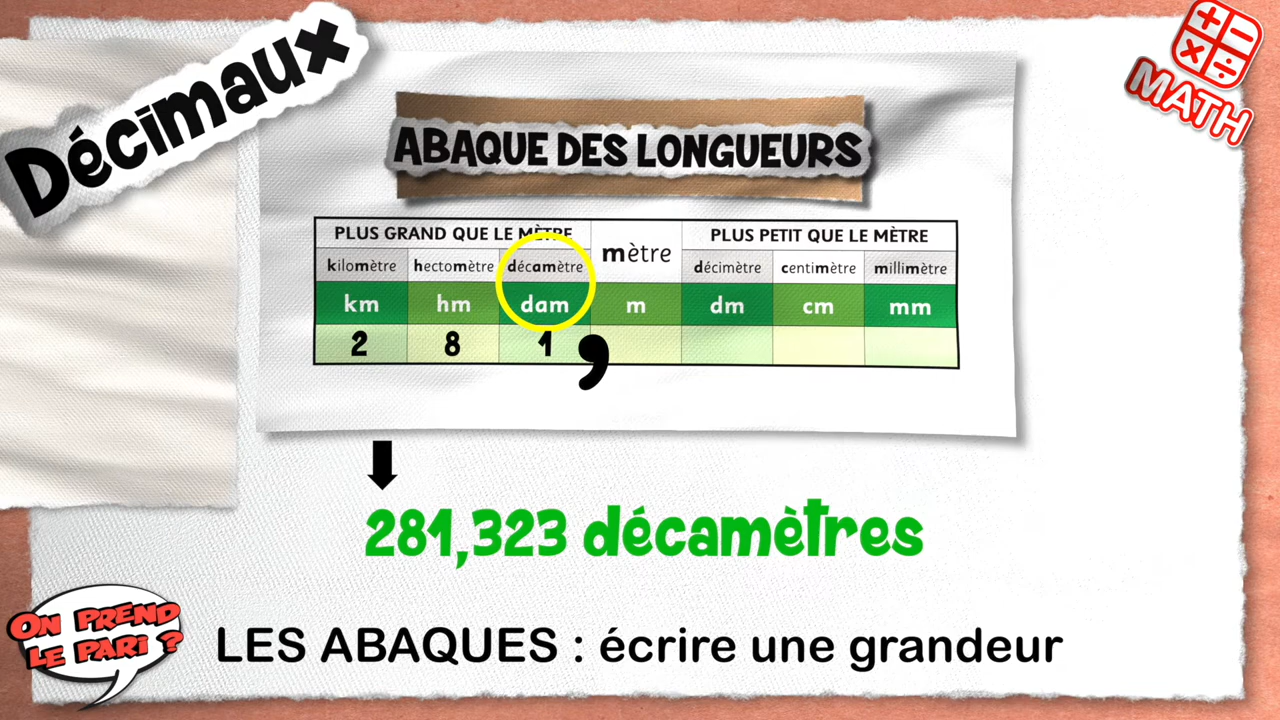 Décimaux
MATH
ABAQUE DES LONGUEURS
PLUS GRAND QUE LE MÈTRE
mètre
PLUS PETIT QUE LE MÈTRE
kilomètre hectomètre décamètre décimètre centimètre millimètre
km hm dam m dm cm mm
2 8 1 ,
281,323 décamètres
ON PREND
LE PARI ?
LES ABAQUES : écrire une grandeur